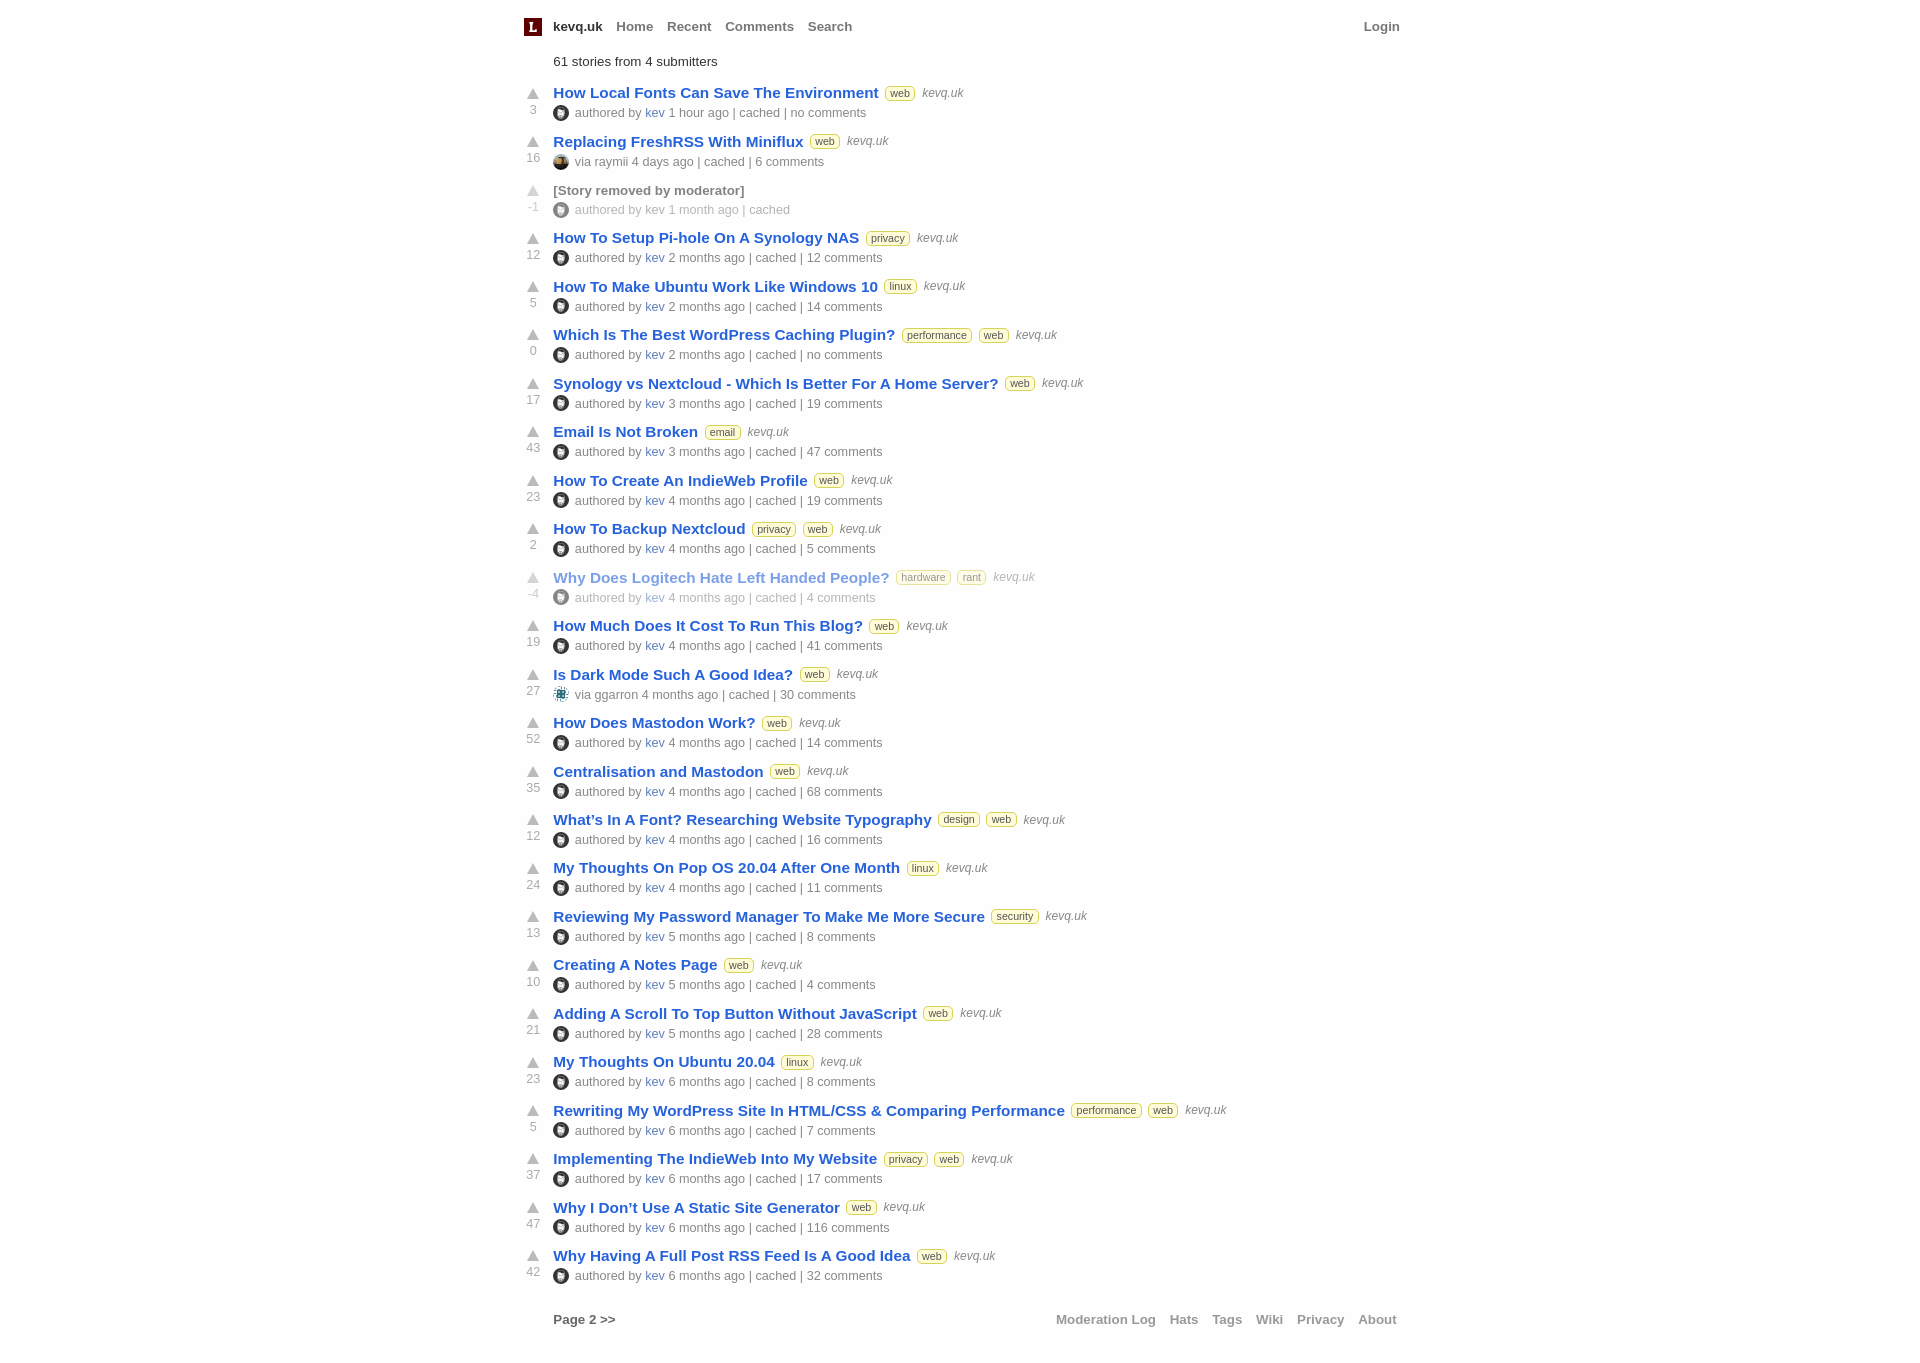 L kevq.uk Home Recent Comments Search Login
61 stories from 4 submitters
How Local Fonts Can Save The Environment web kevq.uk
3 authored by kev 1 hour ago | cached | no comments
Replacing FreshRSS With Miniflux web kevq.uk
16 via raymii 4 days ago | cached | 6 comments
[Story removed by moderator]
-1 authored by kev 1 month ago | cached
How To Setup Pi-hole On A Synology NAS privacy kevq.uk
12 authored by kev 2 months ago | cached | 12 comments
How To Make Ubuntu Work Like Windows 10 linux kevq.uk
5 authored by kev 2 months ago | cached | 14 comments
Which Is The Best WordPress Caching Plugin? performance web kevq.uk
0 authored by kev 2 months ago | cached | no comments
Synology vs Nextcloud - Which Is Better For A Home Server? web kevq.uk
17 authored by kev 3 months ago | cached | 19 comments
Email Is Not Broken email kevq.uk
43 authored by kev 3 months ago | cached | 47 comments
How To Create An IndieWeb Profile web kevq.uk
23 authored by kev 4 months ago | cached | 19 comments
How To Backup Nextcloud privacy web kevq.uk
2 authored by kev 4 months ago | cached | 5 comments
Why Does Logitech Hate Left Handed People? hardware rant kevq.uk
-4 authored by kev 4 months ago | cached | 4 comments
How Much Does It Cost To Run This Blog? web kevq.uk
19 authored by kev 4 months ago | cached | 41 comments
Is Dark Mode Such A Good Idea? web kevq.uk
27 via ggarron 4 months ago | cached | 30 comments
How Does Mastodon Work? web kevq.uk
52 authored by kev 4 months ago | cached | 14 comments
Centralisation and Mastodon web kevq.uk
35 authored by kev 4 months ago | cached | 68 comments
What’s In A Font? Researching Website Typography design web kevq.uk
12 authored by kev 4 months ago | cached | 16 comments
My Thoughts On Pop OS 20.04 After One Month linux kevq.uk
24 authored by kev 4 months ago | cached | 11 comments
Reviewing My Password Manager To Make Me More Secure security kevq.uk
13 authored by kev 5 months ago | cached | 8 comments
Creating A Notes Page web kevq.uk
10 authored by kev 5 months ago | cached | 4 comments
Adding A Scroll To Top Button Without JavaScript web kevq.uk
21 authored by kev 5 months ago | cached | 28 comments
My Thoughts On Ubuntu 20.04 linux kevq.uk
23 authored by kev 6 months ago | cached | 8 comments
Rewriting My WordPress Site In HTML/CSS & Comparing Performance performance web kevq.uk
5 authored by kev 6 months ago | cached | 7 comments
Implementing The IndieWeb Into My Website privacy web kevq.uk
37 authored by kev 6 months ago | cached | 17 comments
Why I Don’t Use A Static Site Generator web kevq.uk
47 authored by kev 6 months ago | cached | 116 comments
Why Having A Full Post RSS Feed Is A Good Idea web kevq.uk
42 authored by kev 6 months ago | cached | 32 comments
Page 2 >> Moderation Log Hats Tags Wiki Privacy About